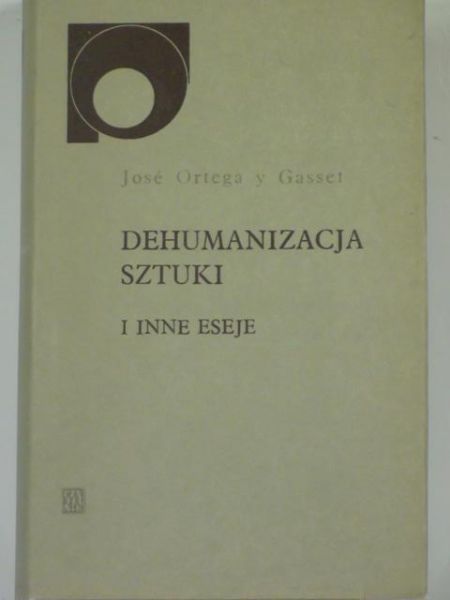 José Ortega y Gasset
DEHUMANIZACJA
SZTUKI
I INNE ESEJE